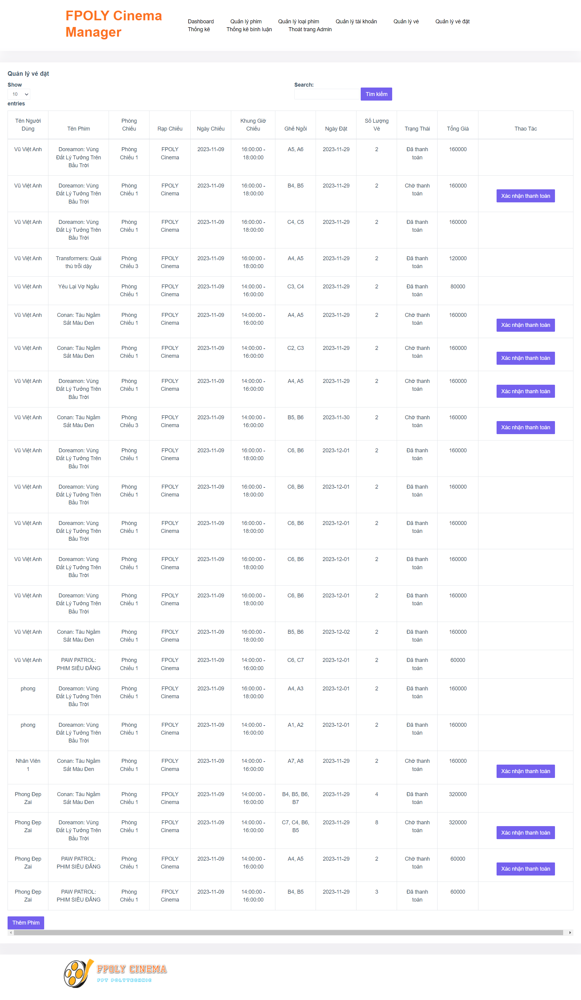 FPOLY Cinema
Manager
Dashboard Quản lý phim Quản lý loại phim Quản lý tài khoản Quản lý vé Quản lý vé đặt
Thống kê Thống kê bình luận Thoát trang Admin
Quản lý vé đặt
Show
10
entries
Search:
Tìm kiếm
Tên Người Dùng Tên Phim Phòng Chiếu Rạp Chiếu Ngày Chiếu Khung Giờ Chiếu Ghế Ngồi Ngày Đặt Số Lượng Vé Trạng Thái Tổng Giá Thao Tác
Vũ Việt Anh Doreamon: Vùng Đất Lý Tưởng Trên Bầu Trời Phòng Chiếu 1 FPOLY Cinema 2023-11-09 16:00:00 - 18:00:00 A5, A6 2023-11-29 2 Đã thanh toán 160000
Vũ Việt Anh Doreamon: Vùng Đất Lý Tưởng Trên Bầu Trời Phòng Chiếu 1 FPOLY Cinema 2023-11-09 16:00:00 - 18:00:00 B4, B5 2023-11-29 2 Chờ thanh toán 160000 Xác nhận thanh toán
Vũ Việt Anh Doreamon: Vùng Đất Lý Tưởng Trên Bầu Trời Phòng Chiếu 1 FPOLY Cinema 2023-11-09 16:00:00 - 18:00:00 C4, C5 2023-11-29 2 Đã thanh toán 160000
Vũ Việt Anh Transformers: Quái thú trỗi dậy Phòng Chiếu 3 FPOLY Cinema 2023-11-09 16:00:00 - 18:00:00 A4, A5 2023-11-29 2 Đã thanh toán 120000
Vũ Việt Anh Yêu Lại Vợ Ngầu Phòng Chiếu 1 FPOLY Cinema 2023-11-09 14:00:00 - 16:00:00 C3, C4 2023-11-29 2 Đã thanh toán 80000
Vũ Việt Anh Conan: Tàu Ngầm Sắt Màu Đen Phòng Chiếu 1 FPOLY Cinema 2023-11-09 14:00:00 - 16:00:00 A4, A5 2023-11-29 2 Chờ thanh toán 160000 Xác nhận thanh toán
Vũ Việt Anh Conan: Tàu Ngầm Sắt Màu Đen Phòng Chiếu 1 FPOLY Cinema 2023-11-09 14:00:00 - 16:00:00 C2, C3 2023-11-29 2 Chờ thanh toán 160000 Xác nhận thanh toán
Vũ Việt Anh Doreamon: Vùng Đất Lý Tưởng Trên Bầu Trời Phòng Chiếu 1 FPOLY Cinema 2023-11-09 14:00:00 - 16:00:00 A4, A5 2023-11-29 2 Chờ thanh toán 160000 Xác nhận thanh toán
Vũ Việt Anh Conan: Tàu Ngầm Sắt Màu Đen Phòng Chiếu 3 FPOLY Cinema 2023-11-09 14:00:00 - 16:00:00 B5, B6 2023-11-30 2 Chờ thanh toán 160000 Xác nhận thanh toán
Vũ Việt Anh Doreamon: Vùng Đất Lý Tưởng Trên Bầu Trời Phòng Chiếu 1 FPOLY Cinema 2023-11-09 16:00:00 - 18:00:00 C6, B6 2023-12-01 2 Đã thanh toán 160000
Vũ Việt Anh Doreamon: Vùng Đất Lý Tưởng Trên Bầu Trời Phòng Chiếu 1 FPOLY Cinema 2023-11-09 16:00:00 - 18:00:00 C6, B6 2023-12-01 2 Đã thanh toán 160000
Vũ Việt Anh Doreamon: Vùng Đất Lý Tưởng Trên Bầu Trời Phòng Chiếu 1 FPOLY Cinema 2023-11-09 16:00:00 - 18:00:00 C6, B6 2023-12-01 2 Đã thanh toán 160000
Vũ Việt Anh Doreamon: Vùng Đất Lý Tưởng Trên Bầu Trời Phòng Chiếu 1 FPOLY Cinema 2023-11-09 16:00:00 - 18:00:00 C6, B6 2023-12-01 2 Đã thanh toán 160000
Vũ Việt Anh Doreamon: Vùng Đất Lý Tưởng Trên Bầu Trời Phòng Chiếu 1 FPOLY Cinema 2023-11-09 16:00:00 - 18:00:00 C6, B6 2023-12-01 2 Đã thanh toán 160000
Vũ Việt Anh Conan: Tàu Ngầm Sắt Màu Đen Phòng Chiếu 1 FPOLY Cinema 2023-11-09 16:00:00 - 18:00:00 B5, B6 2023-12-02 2 Đã thanh toán 160000
Vũ Việt Anh PAW PATROL: PHIM SIÊU ĐẲNG Phòng Chiếu 1 FPOLY Cinema 2023-11-09 14:00:00 - 16:00:00 C6, C7 2023-12-01 2 Đã thanh toán 60000
phong Doreamon: Vùng Đất Lý Tưởng Trên Bầu Trời Phòng Chiếu 1 FPOLY Cinema 2023-11-09 16:00:00 - 18:00:00 A4, A3 2023-12-01 2 Đã thanh toán 160000
phong Doreamon: Vùng Đất Lý Tưởng Trên Bầu Trời Phòng Chiếu 1 FPOLY Cinema 2023-11-09 14:00:00 - 16:00:00 A1, A2 2023-12-01 2 Đã thanh toán 160000
Nhân Viên 1 Conan: Tàu Ngầm Sắt Màu Đen Phòng Chiếu 1 FPOLY Cinema 2023-11-09 14:00:00 - 16:00:00 A7, A8 2023-11-29 2 Chờ thanh toán 160000 Xác nhận thanh toán
Phong Đẹp Zai Conan: Tàu Ngầm Sắt Màu Đen Phòng Chiếu 1 FPOLY Cinema 2023-11-09 14:00:00 - 16:00:00 B4, B5, B6, B7 2023-11-29 4 Đã thanh toán 320000
Phong Đẹp Zai Doreamon: Vùng Đất Lý Tưởng Trên Bầu Trời Phòng Chiếu 1 FPOLY Cinema 2023-11-09 14:00:00 - 16:00:00 C7, C4, B6, B5 2023-11-29 8 Chờ thanh toán 320000 Xác nhận thanh toán
Phong Đẹp Zai PAW PATROL: PHIM SIÊU ĐẲNG Phòng Chiếu 1 FPOLY Cinema 2023-11-09 14:00:00 - 16:00:00 A4, A5 2023-11-29 2 Chờ thanh toán 60000 Xác nhận thanh toán
Phong Đẹp Zai PAW PATROL: PHIM SIÊU ĐẲNG Phòng Chiếu 1 FPOLY Cinema 2023-11-09 14:00:00 - 16:00:00 B4, B5 2023-11-29 3 Đã thanh toán 60000
Thêm Phim
FPOLY CINEMA
FPT POLYTECHNIC